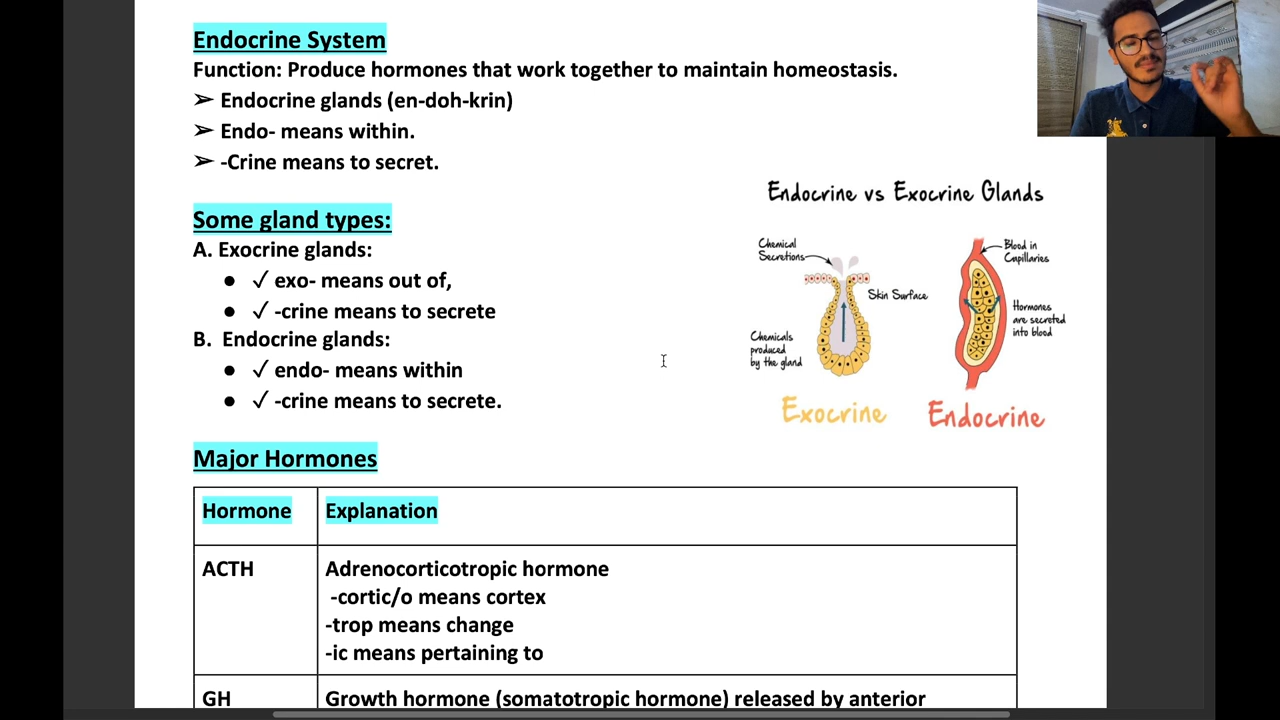 Endocrine System
Function: Produce hormones that work together to maintain homeostasis.
➢ Endocrine glands (en-doh-krin)
➢ Endo- means within.
➢ -Crine means to secret.
Some gland types:
A. Exocrine glands:
● ✓ exo- means out of,
● ✓ -crine means to secrete
B. Endocrine glands:
● ✓ endo- means within
● ✓ -crine means to secrete.
Endocrine vs Exocrine Glands
Chemical
Secretions
Skin Surface
Chemicals
produced
by the gland
Exocrine
Blood in
Capillaries
Hormones
are secreted
into blood
Endocrine
Major Hormones
Hormone Explanation
ACTH Adrenocorticotropic hormone
-cortic/o means cortex
-trop means change
-ic means pertaining to
GH Growth hormone (somatotropic hormone) released by anterior